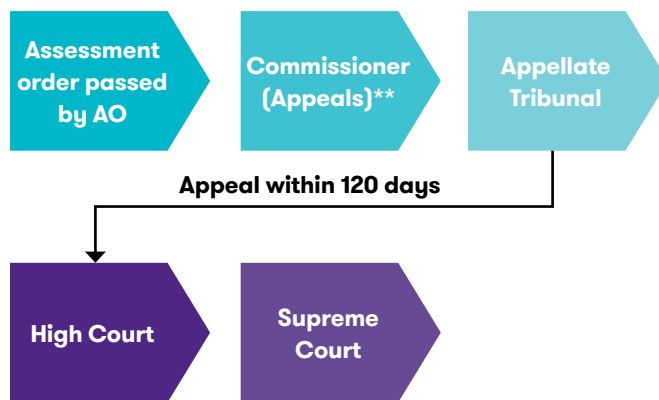 Assessment
order passed
by AO
Commissioner
(Appeals)**
Appellate
Tribunal
Appeal within 120 days
High Court
Supreme
Court